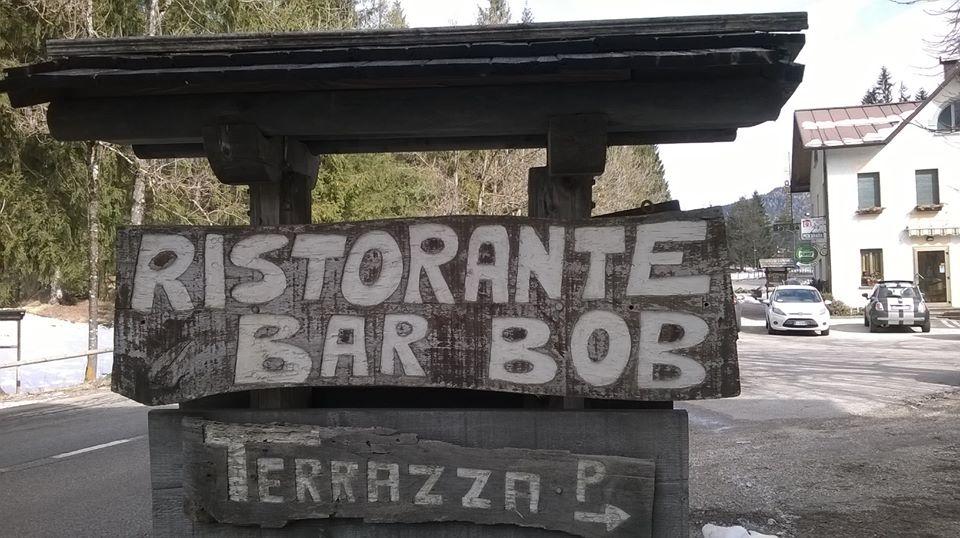 RISTORANTE
BAR BOB
TERRAZZA P